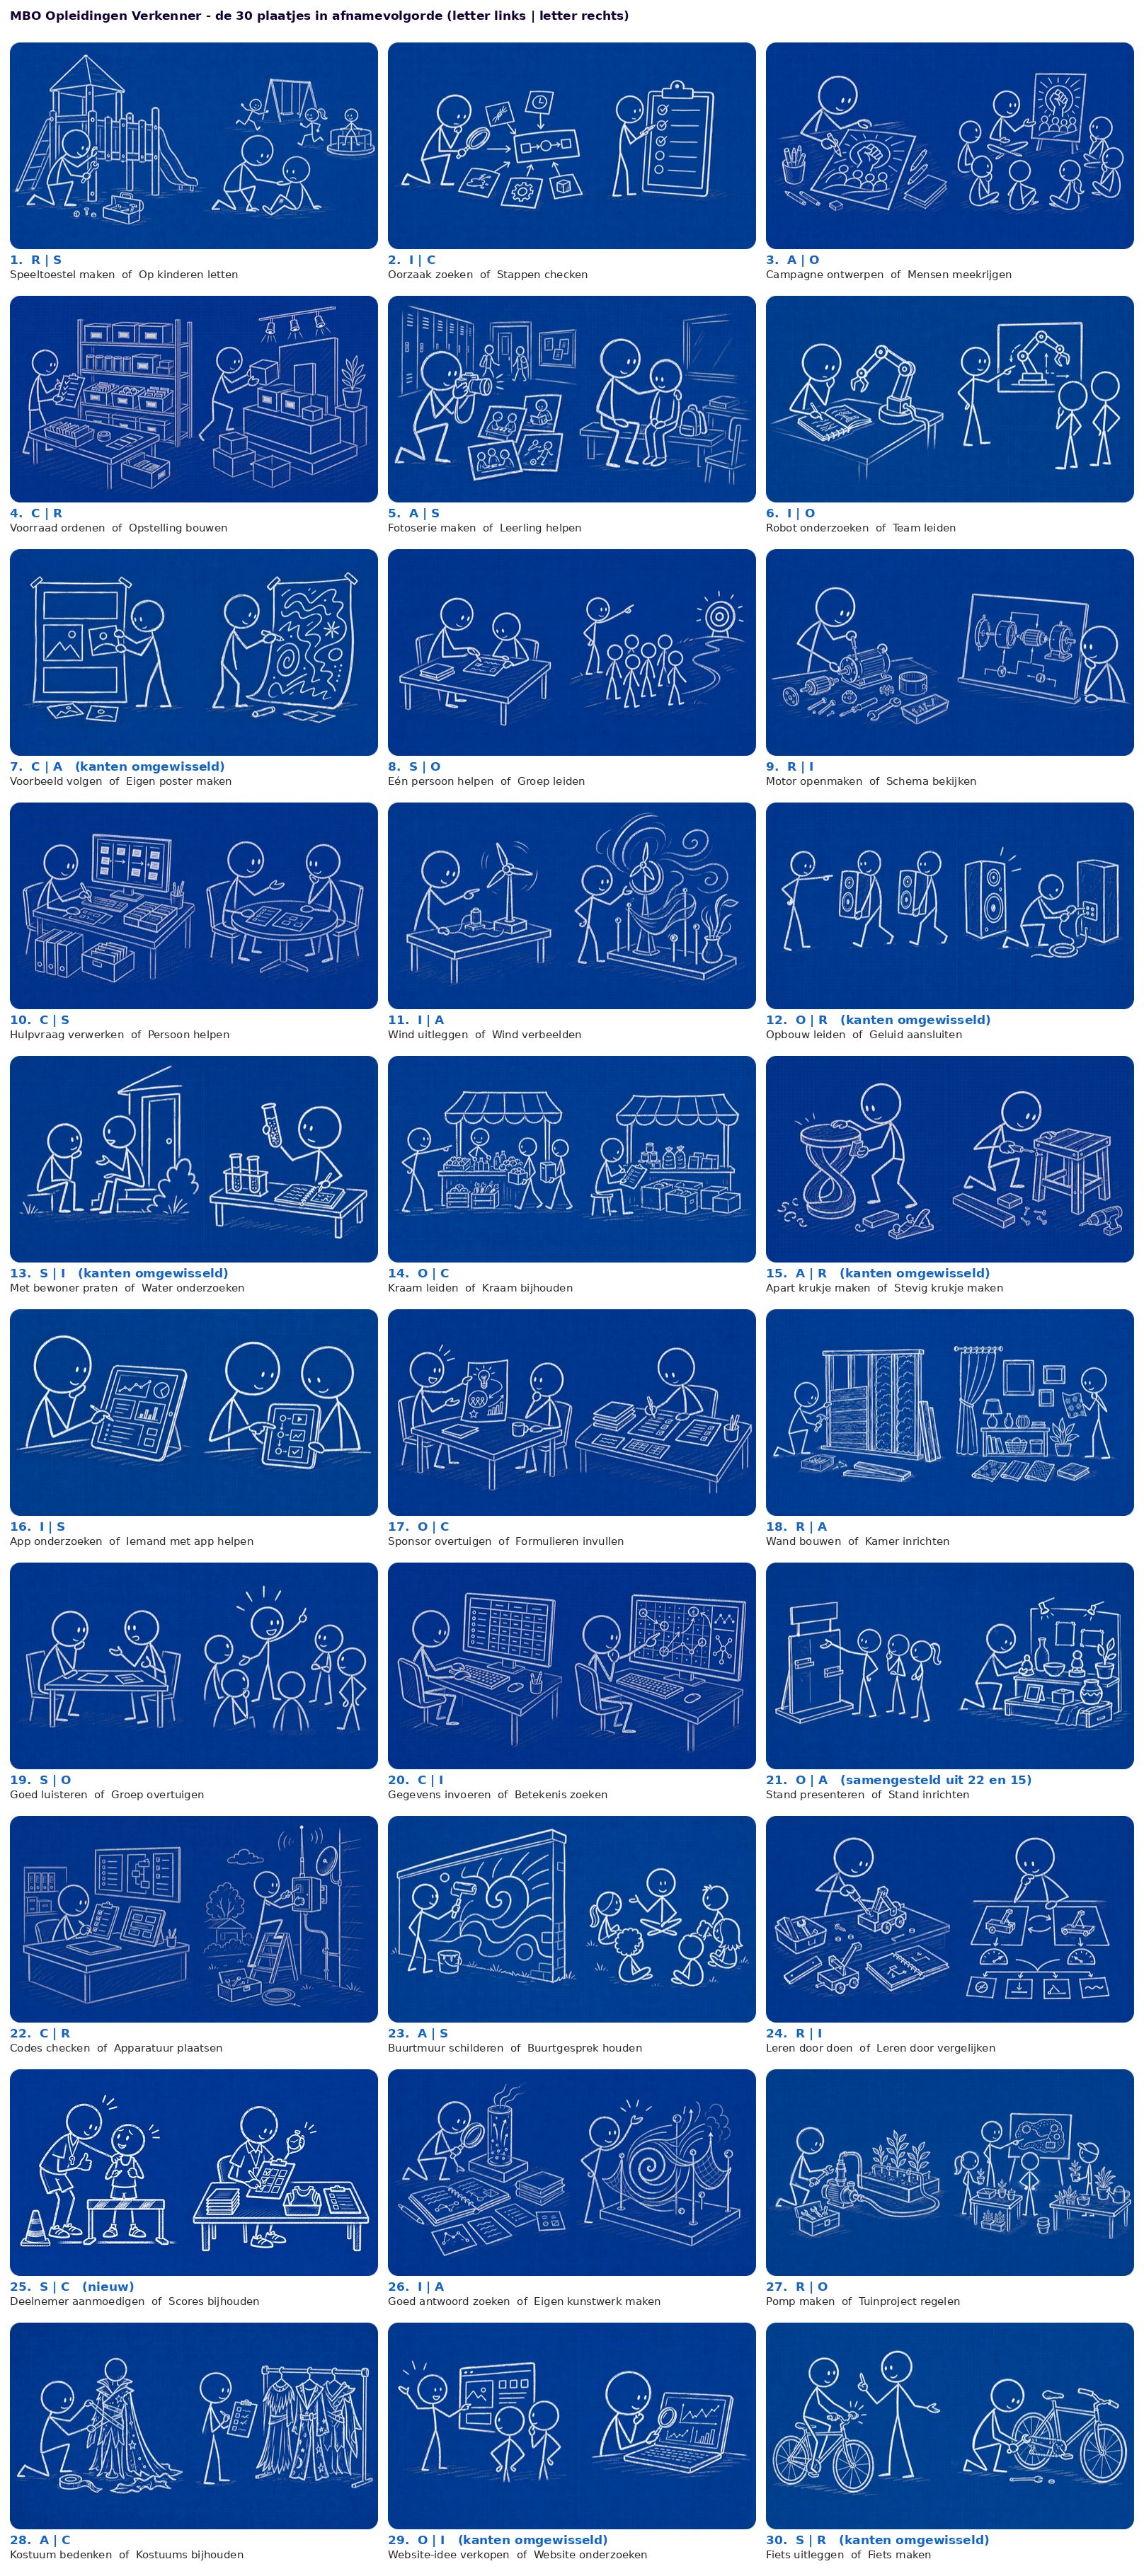 MBO Opleidingen Verkenner - de 30 plaatjes in afnamevolgorde (letter links | letter rechts)
1. R | S
Speeltoestel maken of Op kinderen letten
2. I | C
Oorzaak zoeken of Stappen checken
3. A | O
Campagne ontwerpen of Mensen meekrijgen
4. C | R
Voorraad ordenen of Opstelling bouwen
5. A | S
Fotoserie maken of Leerling helpen
6. I | O
Robot onderzoeken of Team leiden
7. C | A (kanten omgewisseld)
Voorbeeld volgen of Eigen poster maken
8. S | O
Eén persoon helpen of Groep leiden
9. R | I
Motor openmaken of Schema bekijken
10. C | S
Hulpvraag verwerken of Persoon helpen
11. I | A
Wind uitleggen of Wind verbeelden
12. O | R (kanten omgewisseld)
Opbouw leiden of Geluid aansluiten
13. S | I (kanten omgewisseld)
Met bewoner praten of Water onderzoeken
14. O | C
Kraam leiden of Kraam bijhouden
15. A | R (kanten omgewisseld)
Apart krukje maken of Stevig krukje maken
16. I | S
App onderzoeken of Iemand met app helpen
17. O | C
Sponsor overtuigen of Formulieren invullen
18. R | A
Wand bouwen of Kamer inrichten
19. S | O
Goed luisteren of Groep overtuigen
20. C | I
Gegevens invoeren of Betekenis zoeken
21. O | A (samengesteld uit 22 en 15)
Stand presenteren of Stand inrichten
22. C | R
Codes checken of Apparatuur plaatsen
23. A | S
Buurtmuur schilderen of Buurtgesprek houden
24. R | I
Leren door doen of Leren door vergelijken
25. S | C (nieuw)
Deelnemer aanmoedigen of Scores bijhouden
26. I | A
Goed antwoord zoeken of Eigen kunstwerk maken
27. R | O
Pomp maken of Tuinproject regelen
28. A | C
Kostuum bedenken of Kostuums bijhouden
29. O | I (kanten omgewisseld)
Website-idee verkopen of Website onderzoeken
30. S | R (kanten omgewisseld)
Fiets uitleggen of Fiets maken